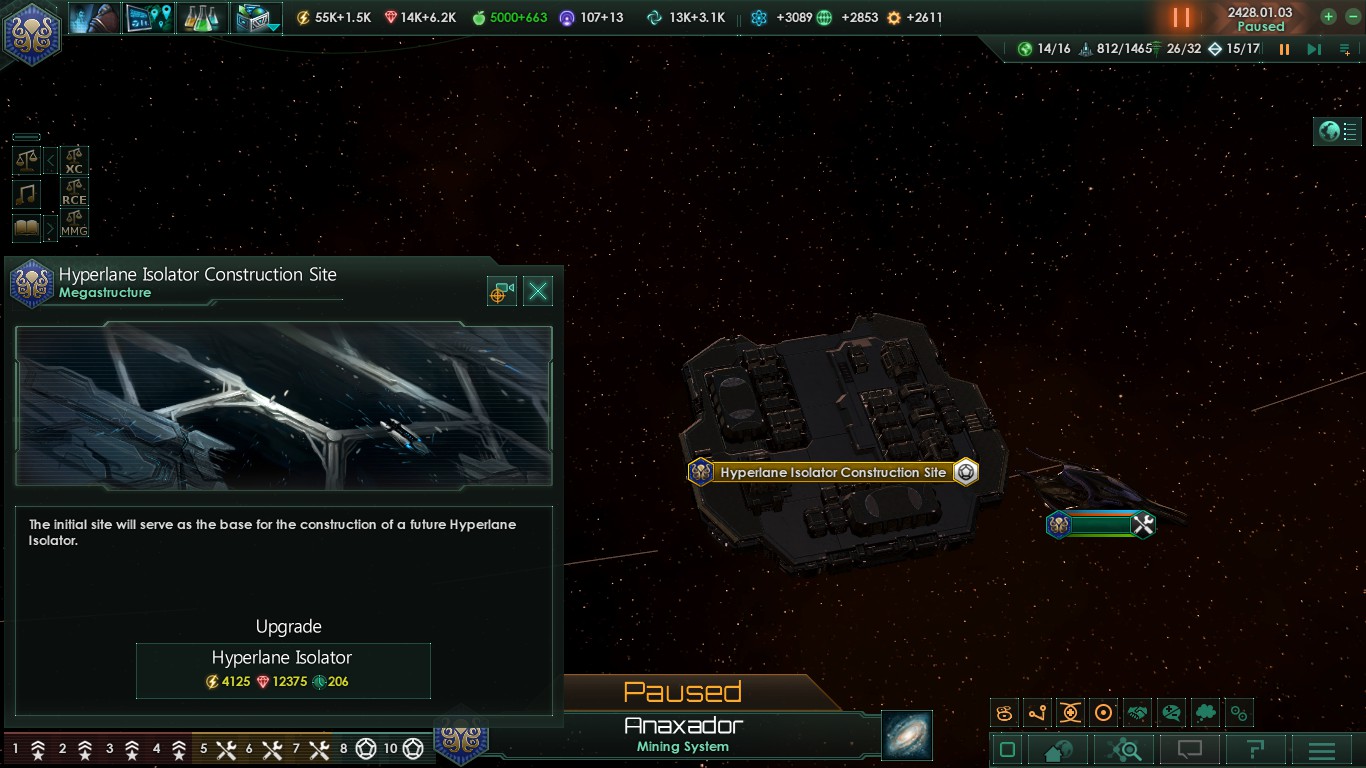 55K+1.5K 14K+6.2K 5000+663 107+13 13K+3.1K +3089 +2853 +2611
2428.01.03
Paused
14/16 812/1465 26/32 15/17
XC
RCE
MMG
Hyperlane Isolator Construction Site
Megastructure
The initial site will serve as the base for the construction of a future Hyperlane
Isolator.
Upgrade
Hyperlane Isolator
4125 12375 206
Hyperlane Isolator Construction Site
Paused
Anaxador
Mining System
1 2 3 4 5 6 7 8 10